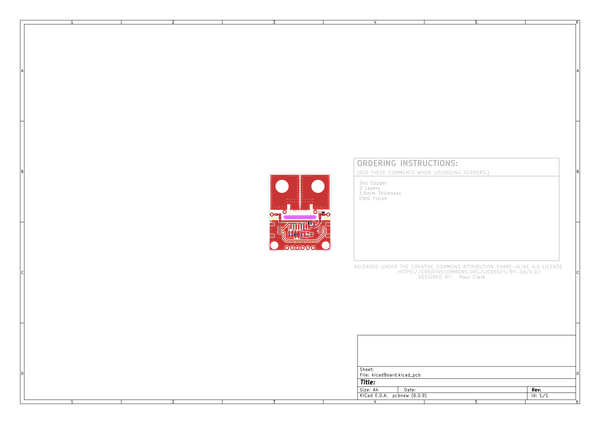 1 2 3 4 5 6
A A
B B
ORDERING INSTRUCTIONS:
(USE THESE COMMENTS WHEN UPLOADING GERBERS.)
3oz Copper
2 Layers
1.6mm Thickness
ENIG Finish
C C
RELEASED UNDER THE CREATIVE COMMONS ATTRIBUTION SHARE-ALIKE 4.0 LICENSE
HTTPS://CREATIVECOMMONS.ORG/LICENSES/BY-SA/4.0/
DESIGNED BY: Paul Clark
Sheet:
File: kicadBoard.kicad_pcb
D D
Title:
Size: A4 Date: Rev:
KiCad E.D.A. pcbnew (6.0.9) Id: 1/1
1 2 3 4 5 6